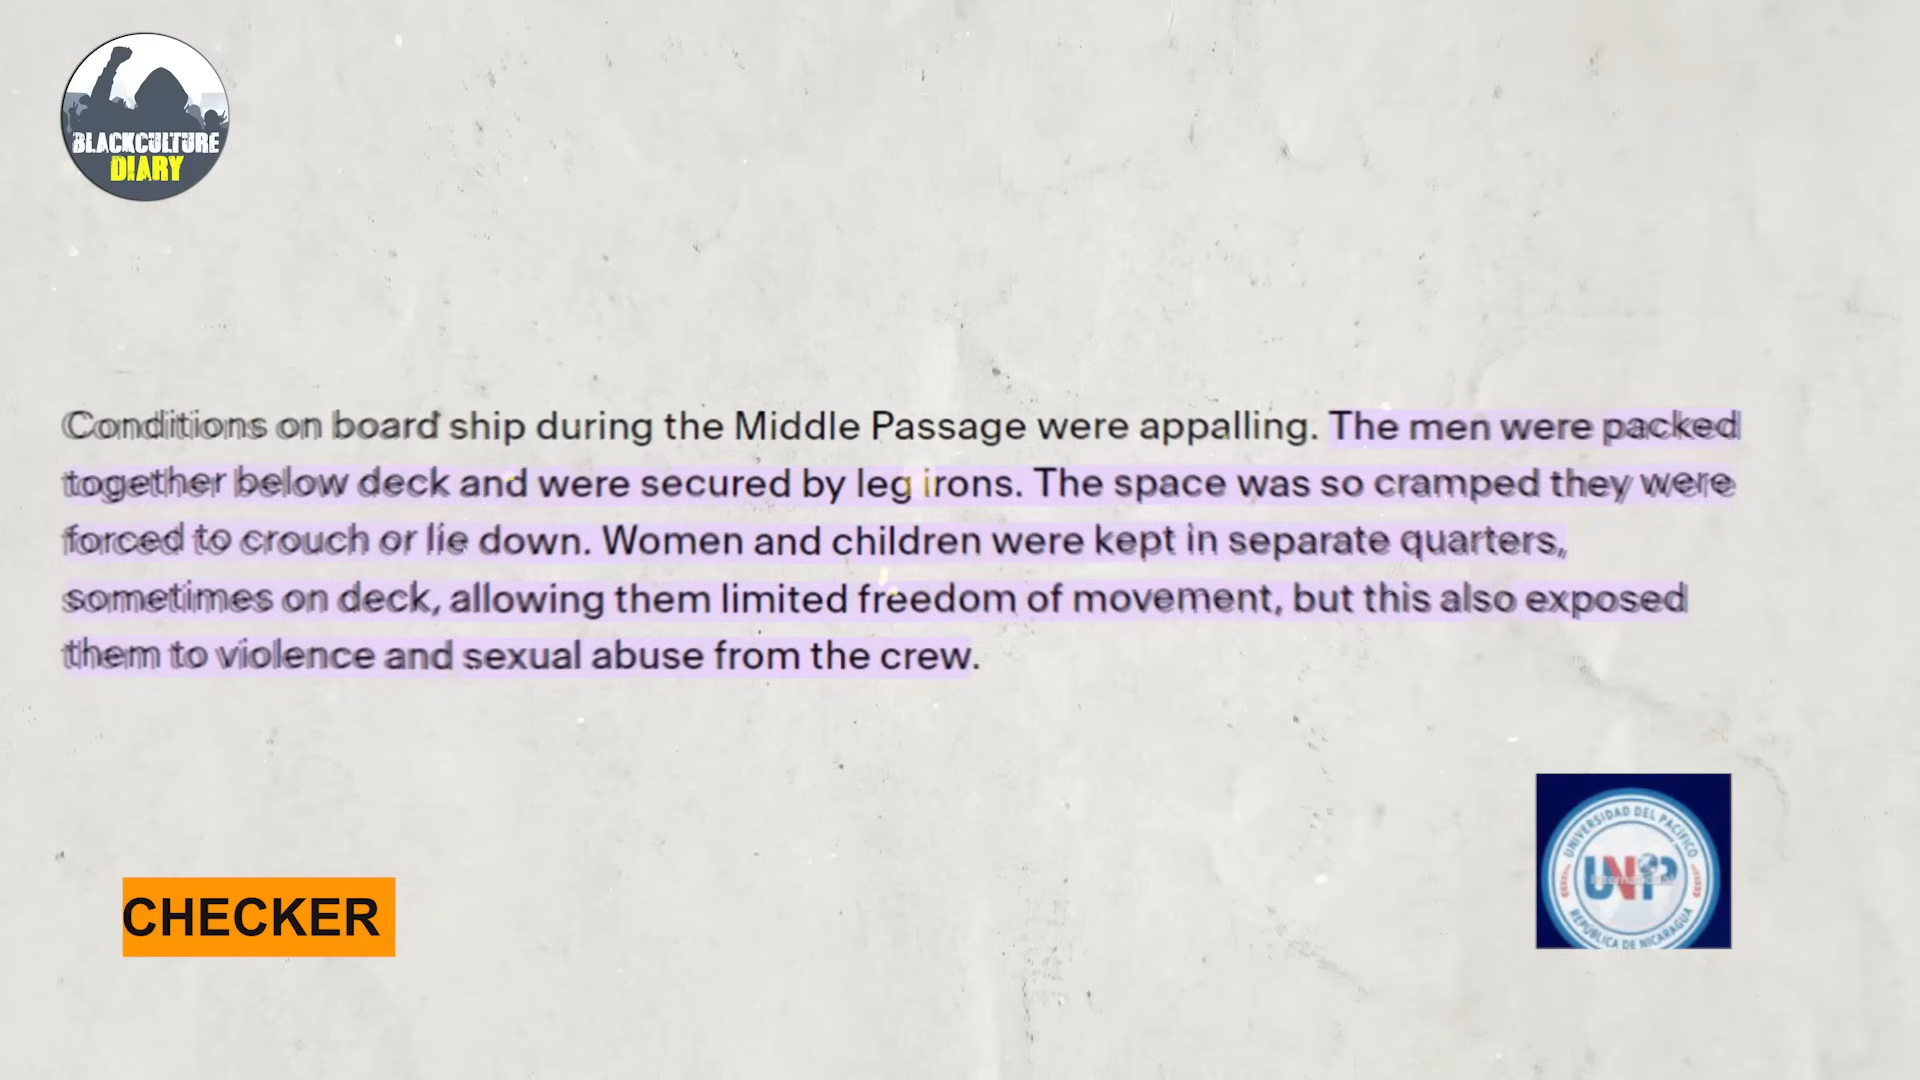 BLACKCULTURE
DIARY
Conditions on board ship during the Middle Passage were appalling. The men were packed
together below deck and were secured by leg irons. The space was so cramped they were
forced to crouch or lie down. Women and children were kept in separate quarters,
sometimes on deck, allowing them limited freedom of movement, but this also exposed
them to violence and sexual abuse from the crew.
CHECKER
UNIVERSIDAD DEL PACÍFICO
UNP
REPÚBLICA DE NICARAGUA